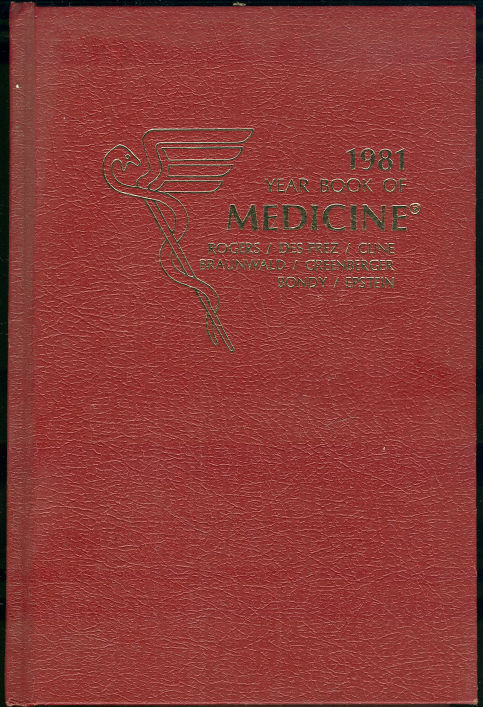 1981
YEAR BOOK OF
MEDICINE®
ROGERS / DES PREZ / CLINE
BRAUNWALD / GREENBERGER
BONDY / EPSTEIN